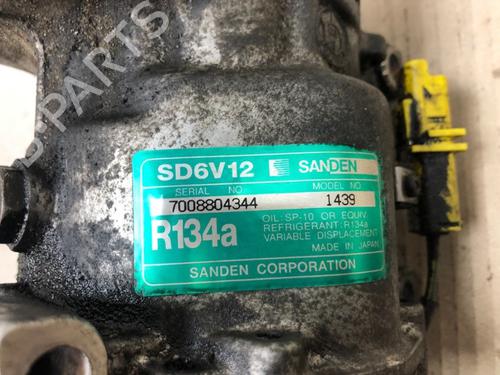 SD6V12 SANDEN
SERIAL NO. MODEL NO.
7008804344 1439
R134a
OIL:SP-10 OR EQUIV.
REFRIGERANT:R134a
VARIABLE DISPLACEMENT
MADE IN JAPAN
SANDEN CORPORATION
B-PARTS